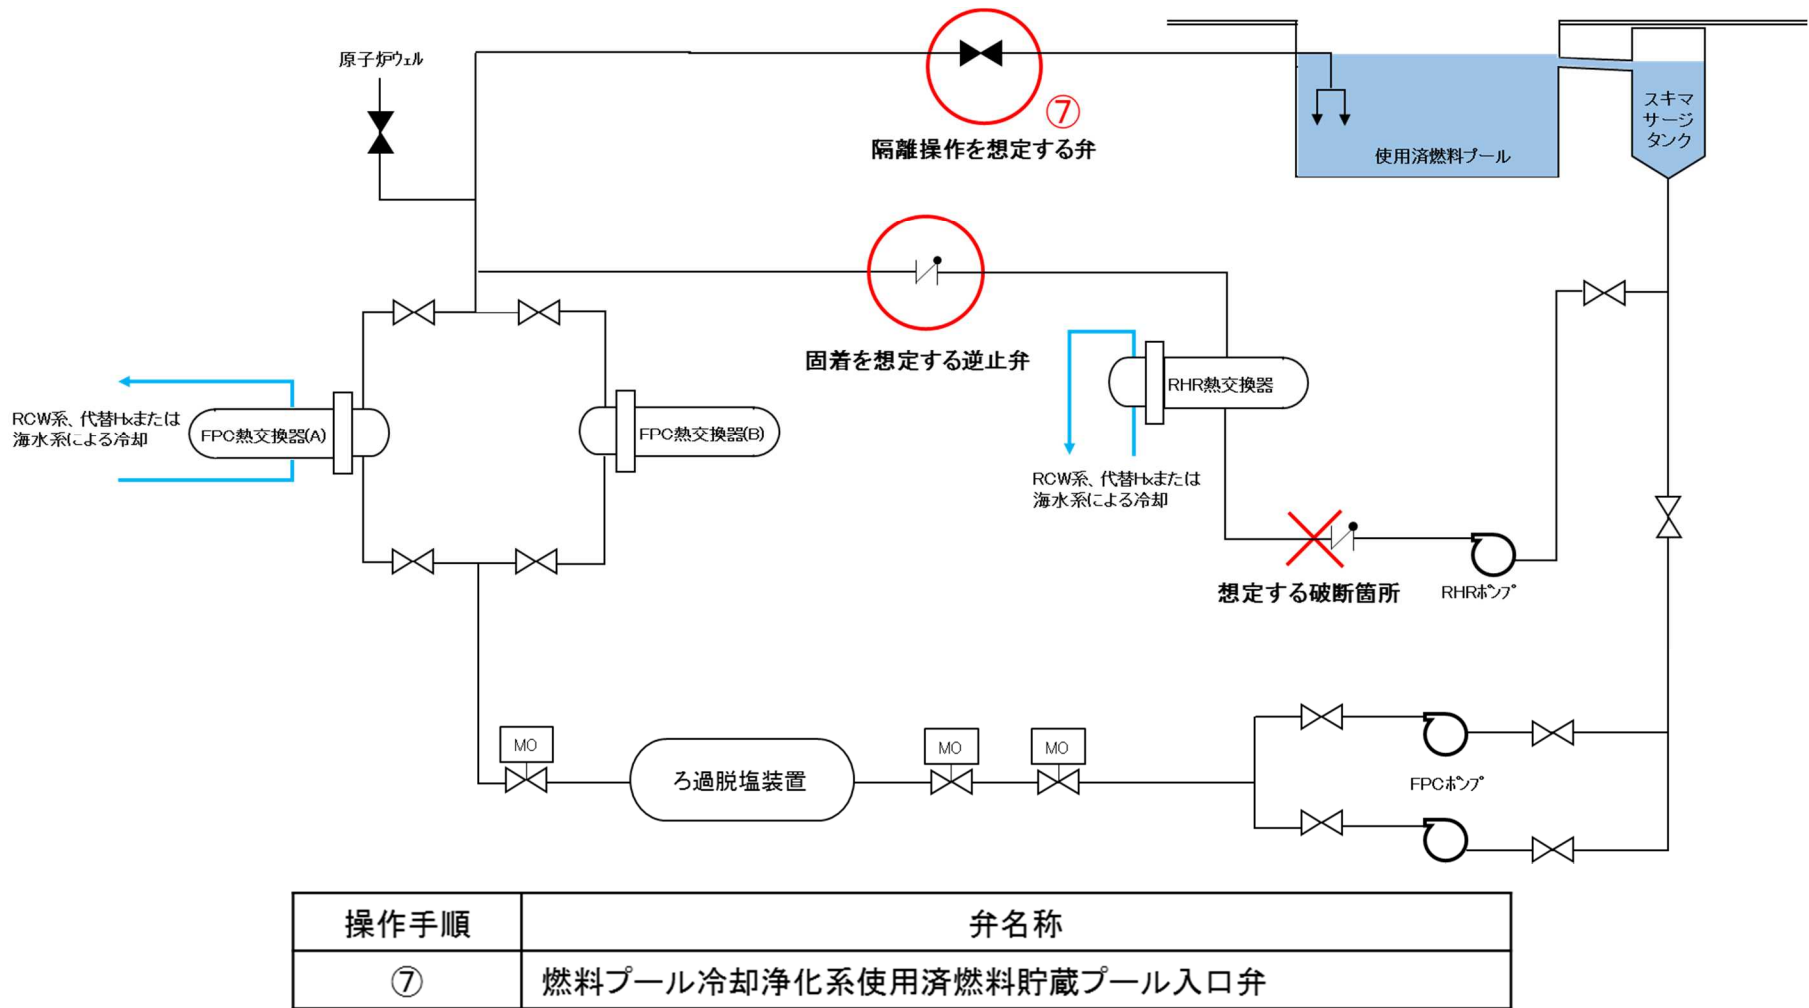 原子炉ウェル
⑦
隔離操作を想定する弁
使用済燃料プール
スキマ
サージ
タンク
固着を想定する逆止弁
RHR熱交換器
RCW系、代替Hxまたは
海水系による冷却
FPC熱交換器(A)
FPC熱交換器(B)
RCW系、代替Hxまたは
海水系による冷却
想定する破断箇所
RHRポンプ
MO
ろ過脱塩装置
MO
MO
FPCポンプ
操作手順
弁名称
⑦
燃料プール冷却浄化系使用済燃料貯蔵プール入口弁